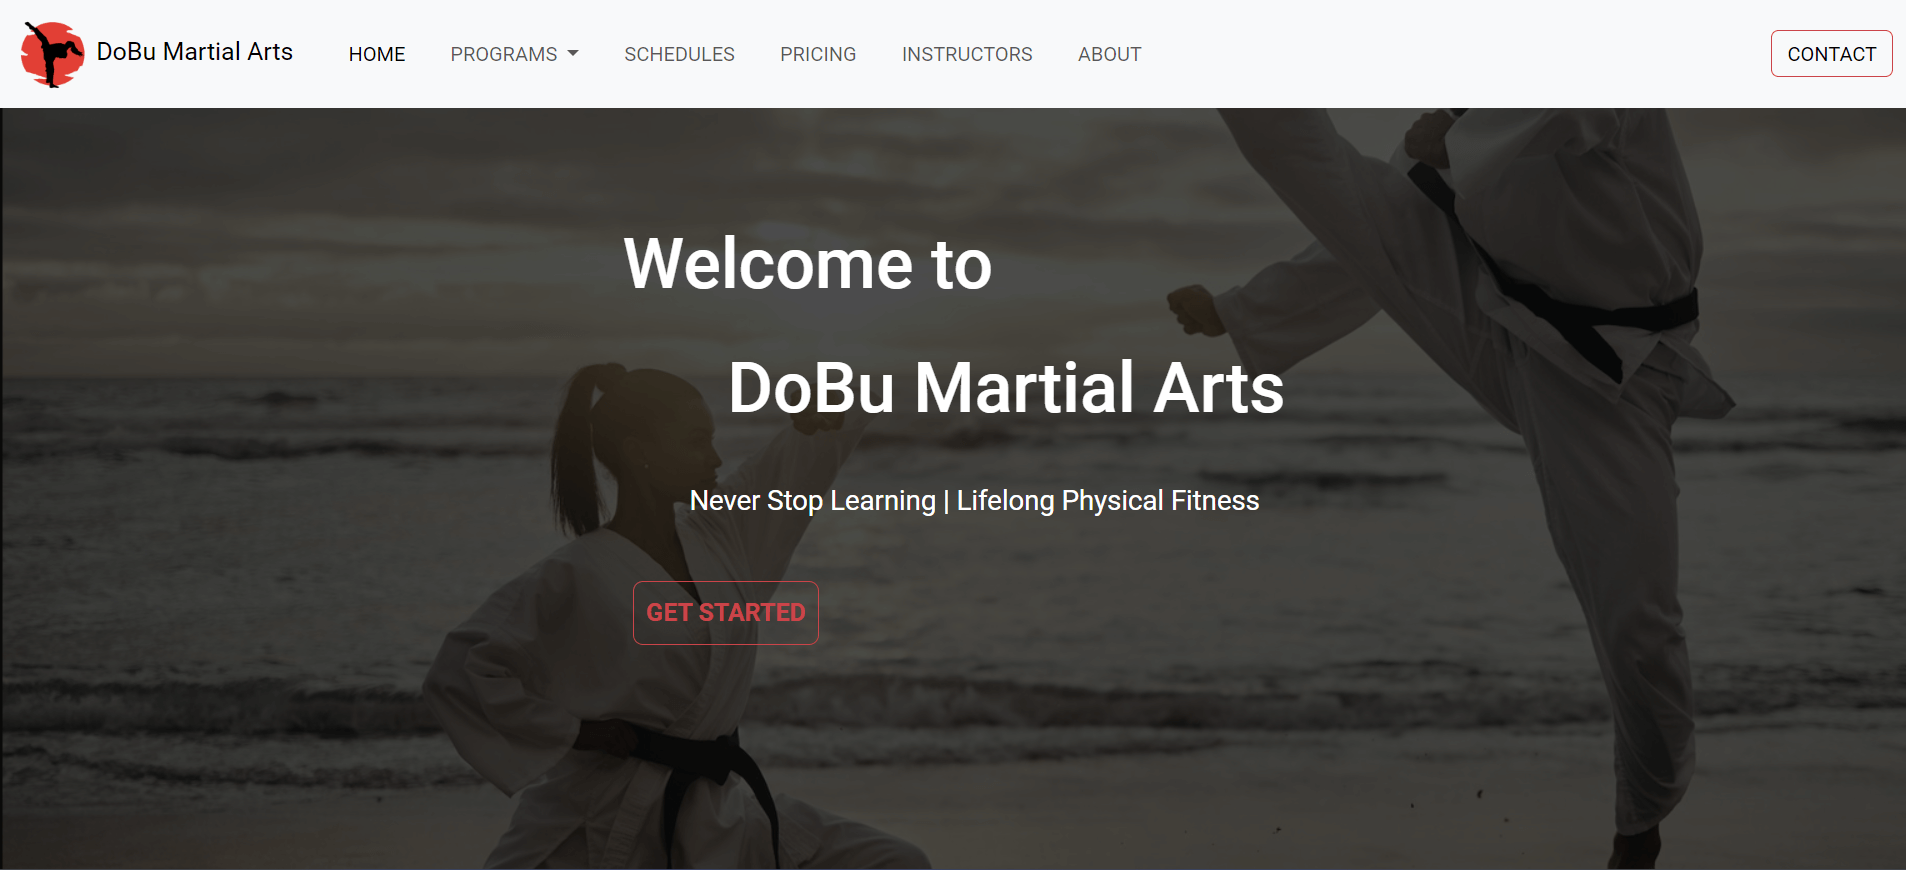 DoBu Martial Arts
HOME
PROGRAMS
SCHEDULES
PRICING
INSTRUCTORS
ABOUT
CONTACT
Welcome to
DoBu Martial Arts
Never Stop Learning | Lifelong Physical Fitness
GET STARTED